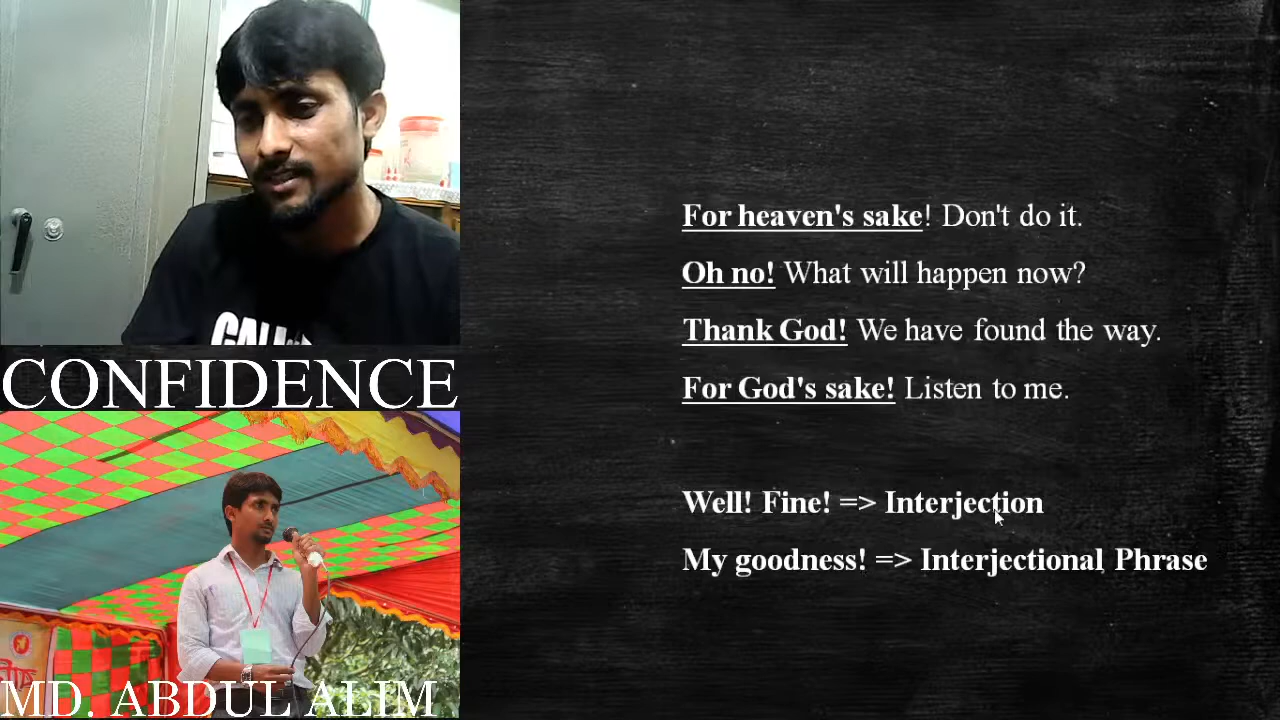 For heaven's sake! Don't do it.
Oh no! What will happen now?
Thank God! We have found the way.
For God's sake! Listen to me.
Well! Fine! => Interjection
My goodness! => Interjectional Phrase
CONFIDENCE
MD. ABDUL ALIM